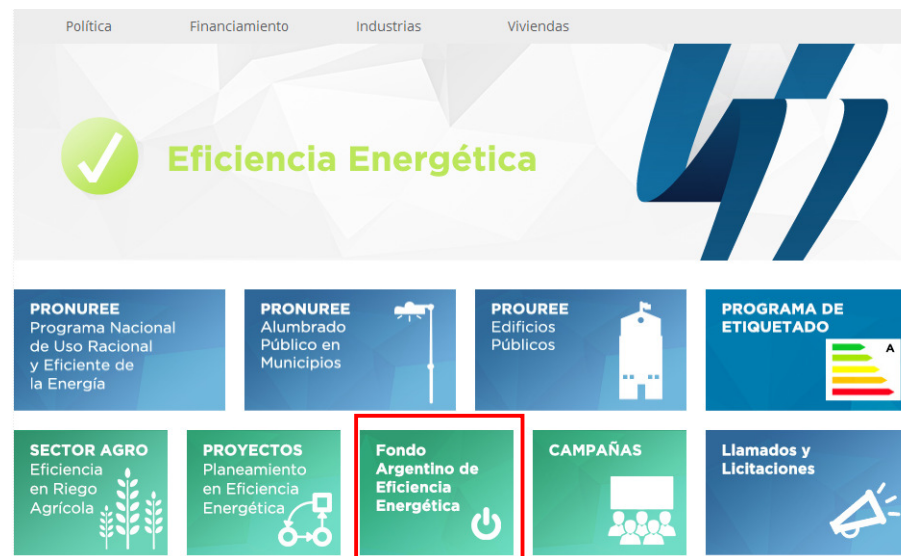 Política Financiamiento Industrias Viviendas
Eficiencia Energética
PRONUREE
Programa Nacional
de Uso Racional
y Eficiente de
la Energía
PRONUREE
Alumbrado
Público en
Municipios
PROUREE
Edificios
Públicos
PROGRAMA DE
ETIQUETADO
A
SECTOR AGRO
Eficiencia
en Riego
Agrícola
PROYECTOS
Planeamiento
en Eficiencia
Energética
Fondo
Argentino de
Eficiencia
Energética
CAMPAÑAS
Llamados y
Licitaciones